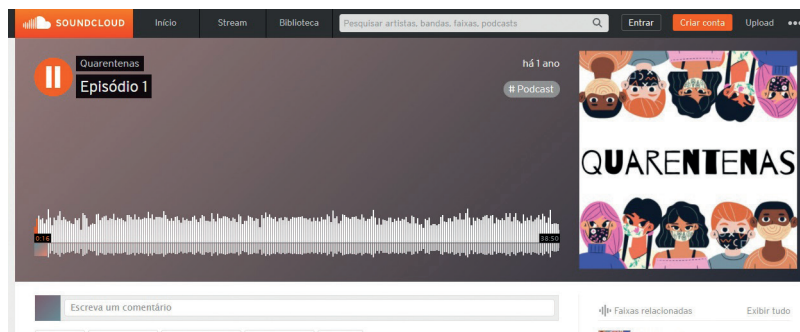 SOUNDCLOUD Início Stream Biblioteca Pesquisar artistas, bandas, faixas, podcasts Entrar Criar conta Upload
Quarentenas
há 1 ano
Episódio 1
# Podcast
QUARENTENAS
0:16
38:50
Escreva um comentário
Faixas relacionadas Exibir tudo